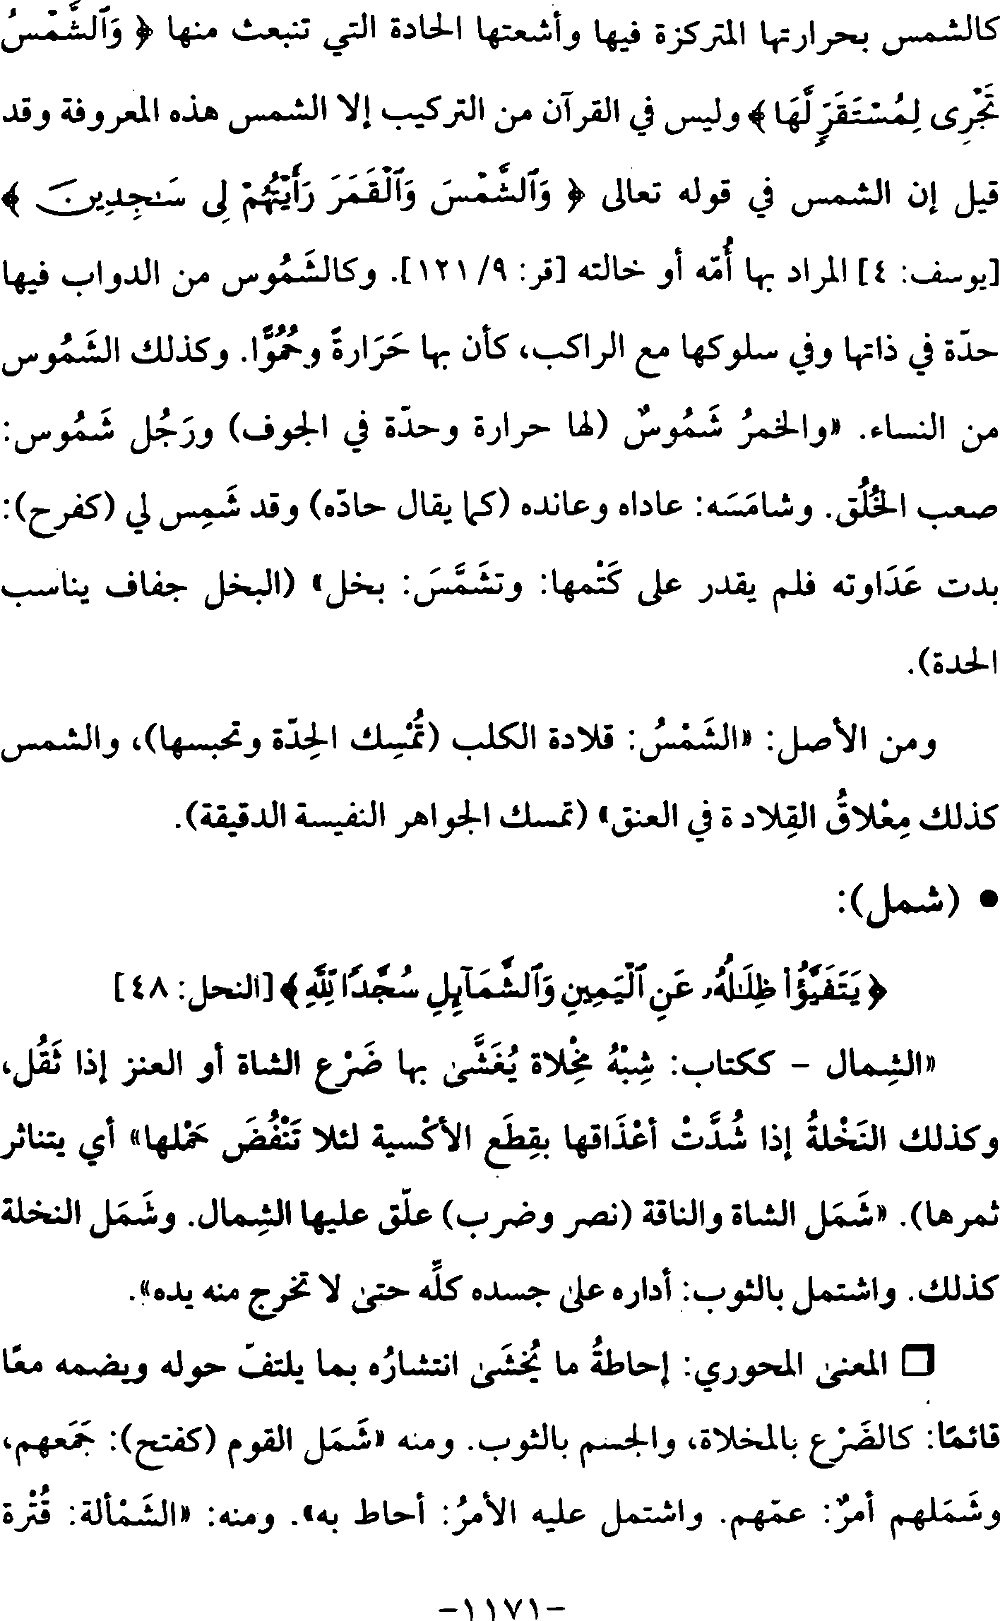 كالشمس بحرارتها المتركزة فيها وأشعتها الحادة التي تنبعث منها ﴿ وَٱلشَّمْسُ
تَجْرِى لِمُسْتَقَرٍّ لَّهَا ﴾ وليس في القرآن من التركيب إلا الشمس هذه المعروفة وقد
قيل إن الشمس في قوله تعالى ﴿ وَٱلشَّمْسَ وَٱلْقَمَرَ رَأَيْتُهُمْ لِى سَـٰجِدِينَ ﴾
[يوسف: ٤] المراد بها أُمّه أو خالته [قر: ٩/ ١٢١]. وكالشَمُوس من الدواب فيها
حدّة في ذاتها وفي سلوكها مع الراكب، كأن بها حَرَارةً وحُمُوًّا. وكذلك الشَمُوس
من النساء. «والخمرُ شَمُوسٌ (لها حرارة وحدّة في الجوف) ورَجُل شَمُوس:
صعب الخُلُق. وشامَسَه: عاداه وعانده (كما يقال حادّه) وقد شَمِس لي (كفرح):
بدت عَدَاوته فلم يقدر على كَتْمها: وتشَمَّسَ: بخل» (البخل جفاف يناسب
الحدة).
ومن الأصل: «الشَمْسُ: قلادة الكلب (تُمْسِك الحِدّة وتحبسها)، والشمس
كذلك مِعْلاقُ القِلادة في العنق» (تمسك الجواهر النفيسة الدقيقة).
• (شمل):
﴿ يَتَفَيَّؤُا۟ ظِلَـٰلُهُۥ عَنِ ٱلْيَمِينِ وَٱلشَّمَآئِلِ سُجَّدًا لِّلَّهِ ﴾ [النحل: ٤٨]
«الشِمال – ككتاب: شِبْهُ مِخْلاة يُغَشَّىٰ بها ضَرْع الشاة أو العنز إذا ثَقُل،
وكذلك النَخْلةُ إذا شُدَّتْ أعْذَاقها بقِطَع الأكْسية لئلا تَنْفُضَ حَمْلها» أي يتناثر
ثمرها). «شَمَل الشاة والناقة (نصر وضرب) علّق عليها الشِمال. وشَمَل النخلة
كذلك. واشتمل بالثوب: أداره على جسده كلِّه حتىٰ لا تخرج منه يده».
❒ المعنىٰ المحوري: إحاطةُ ما يُخشَىٰ انتشارُه بما يلتفّ حوله ويضمه معًا
قائمًا: كالضَرْع بالمخلاة، والجسم بالثوب. ومنه «شَمَل القوم (كفتح): جَمَعهم،
وشَمَلهم أمرٌ: عمّهم. واشتمل عليه الأمرُ: أحاط به». ومنه: «الشَمْألة: قُتْرة
-١١٧١-